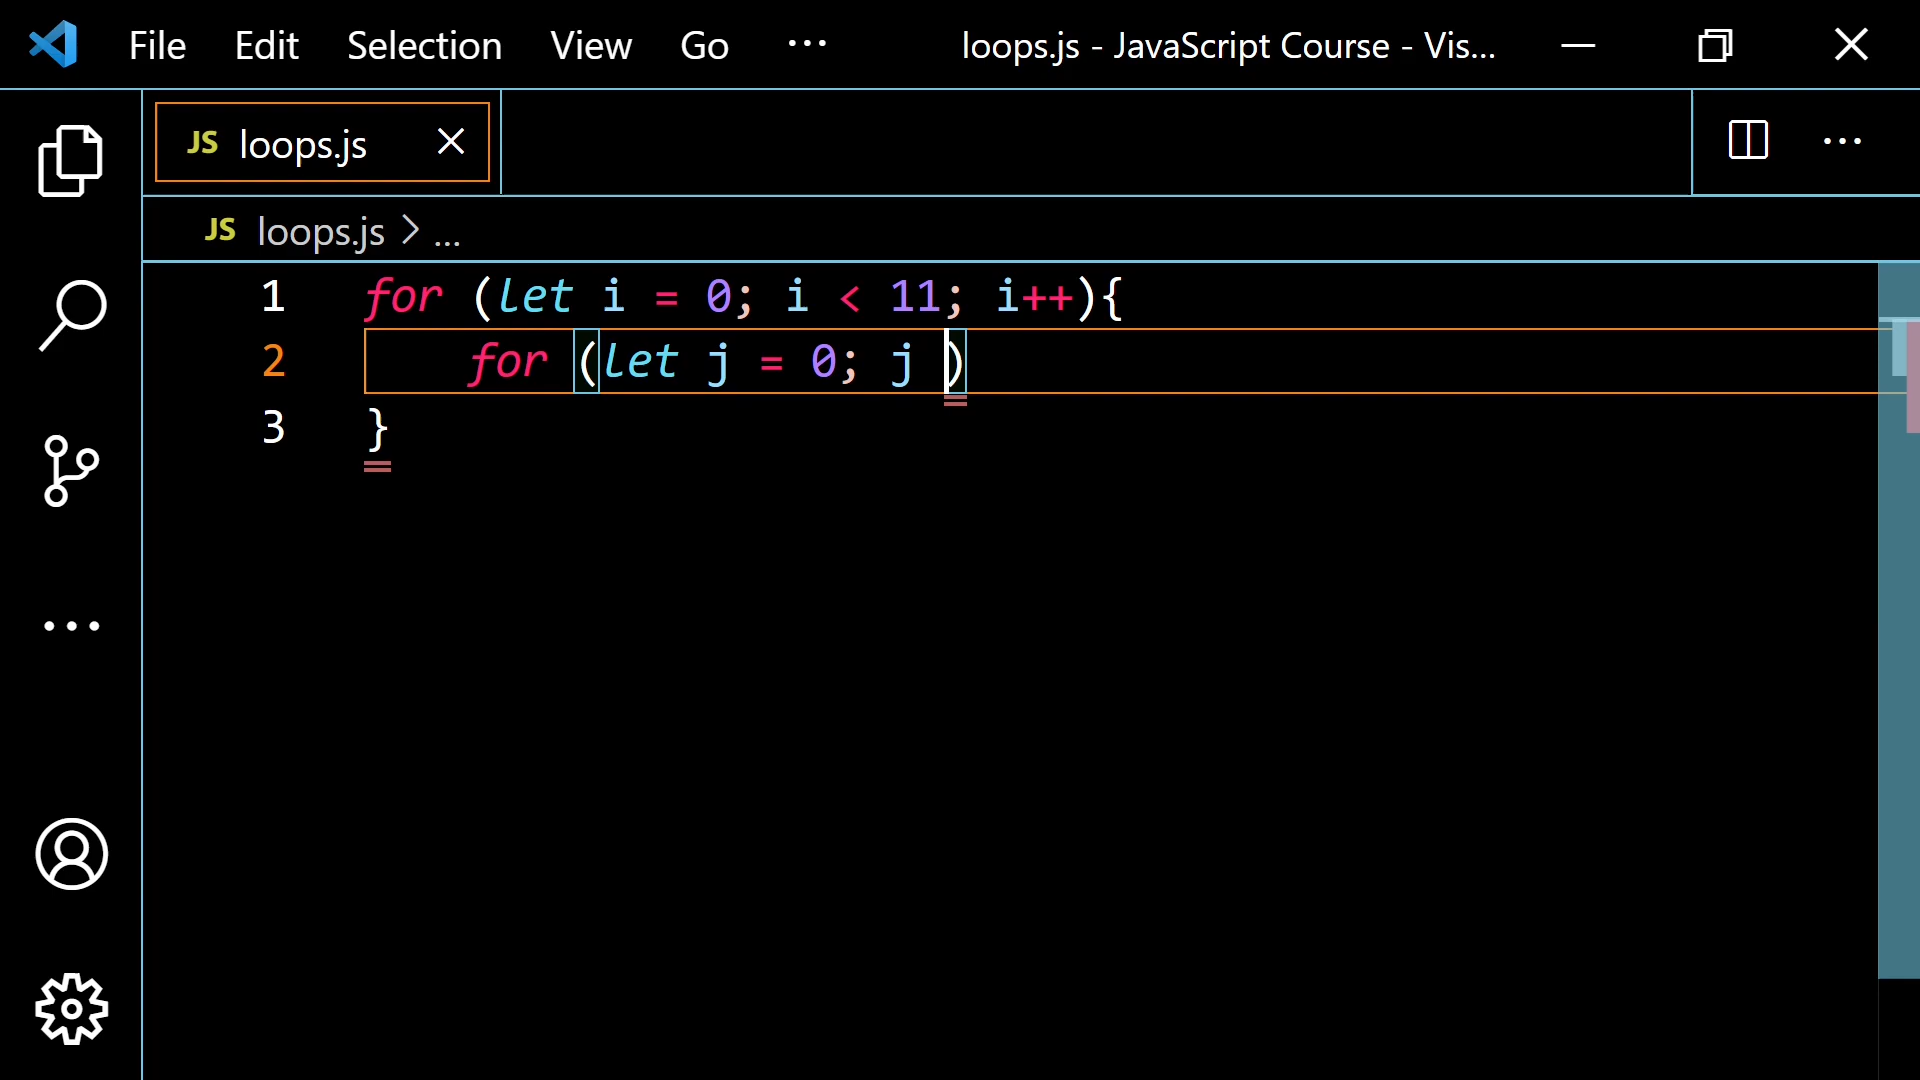 File Edit Selection View Go ... loops.js - JavaScript Course - Vis...
JS loops.js
JS loops.js > ...
1 for (let i = 0; i < 11; i++){
2 for (let j = 0; j )
3 }